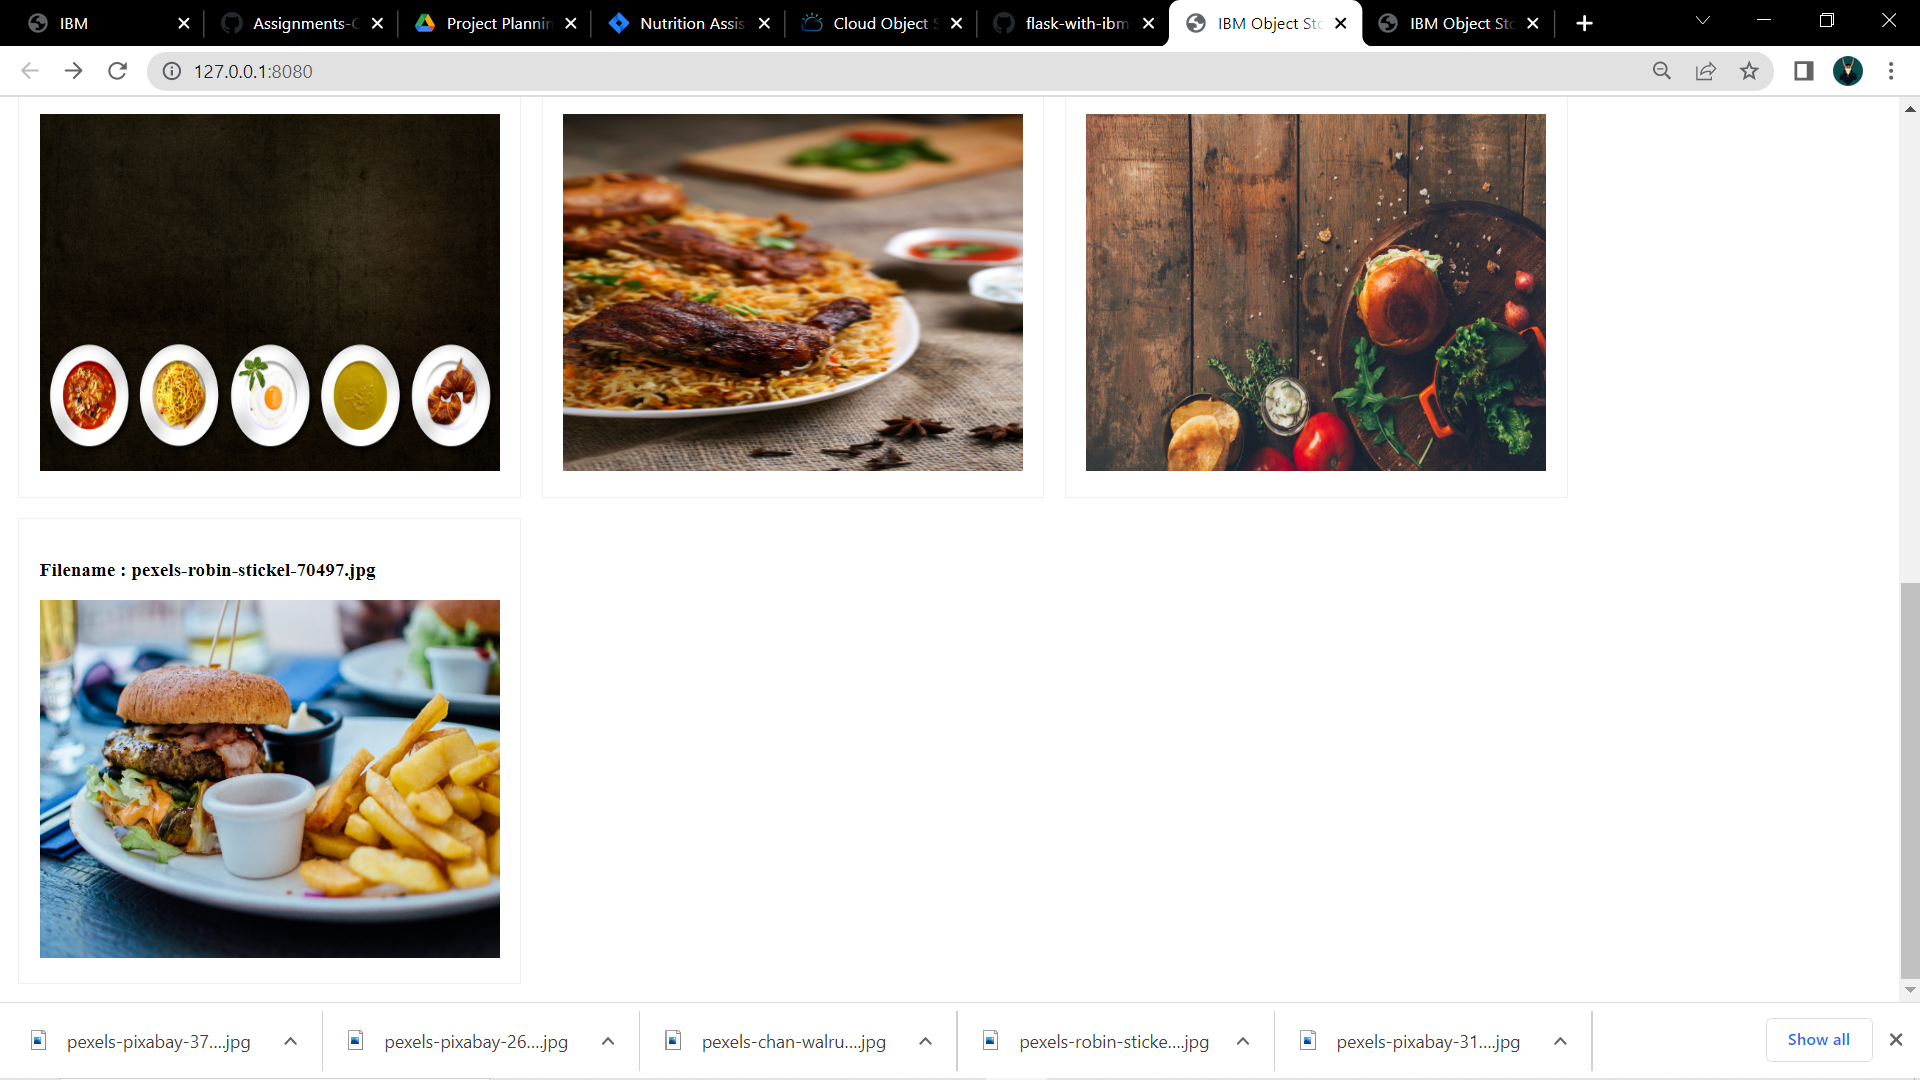 IBM
Assignments-C
Project Plannin
Nutrition Assis
Cloud Object S
flask-with-ibm
IBM Object Sto
IBM Object Sto
127.0.0.1:8080
Filename : pexels-robin-stickel-70497.jpg
pexels-pixabay-37....jpg
pexels-pixabay-26....jpg
pexels-chan-walru....jpg
pexels-robin-sticke....jpg
pexels-pixabay-31....jpg
Show all